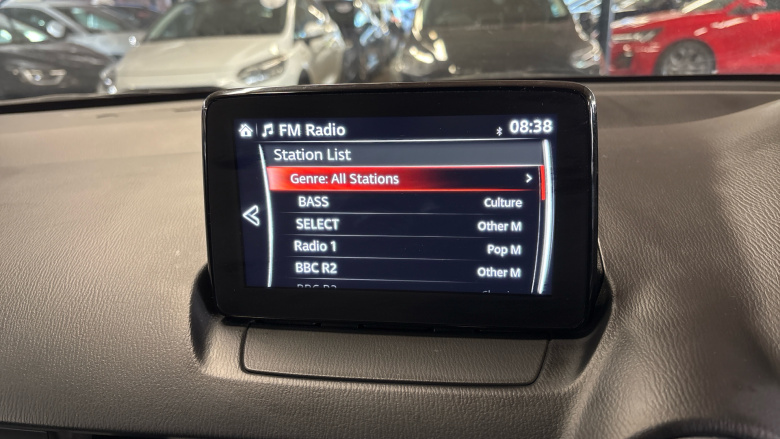 FM Radio 08:38
Station List
Genre: All Stations >
BASS Culture
SELECT Other M
Radio 1 Pop M
BBC R2 Other M